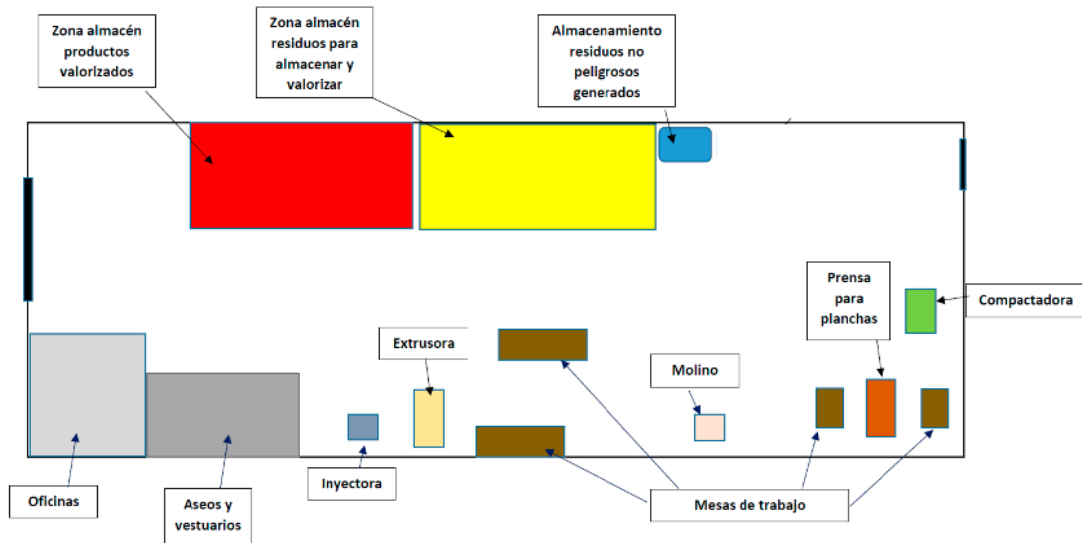 Zona almacén
productos
valorizados
Zona almacén
residuos para
almacenar y
valorizar
Almacenamiento
residuos no
peligrosos
generados
Prensa
para
planchas
Compactadora
Extrusora
Molino
Oficinas
Aseos y
vestuarios
Inyectora
Mesas de trabajo